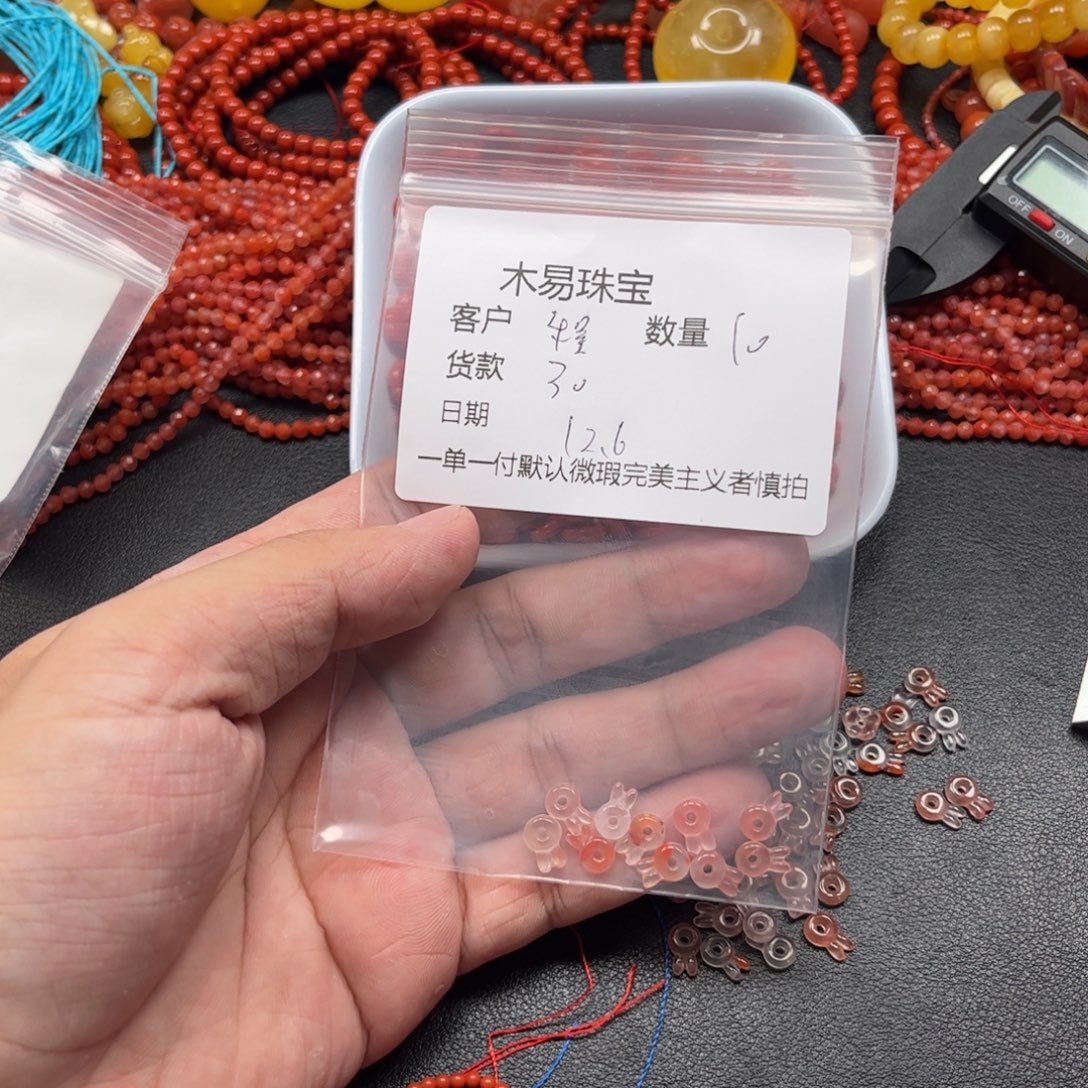 木易珠宝
客户 数量 10
货款 30
日期 12.6
一单一付默认微瑕完美主义者慎拍
OFF ON